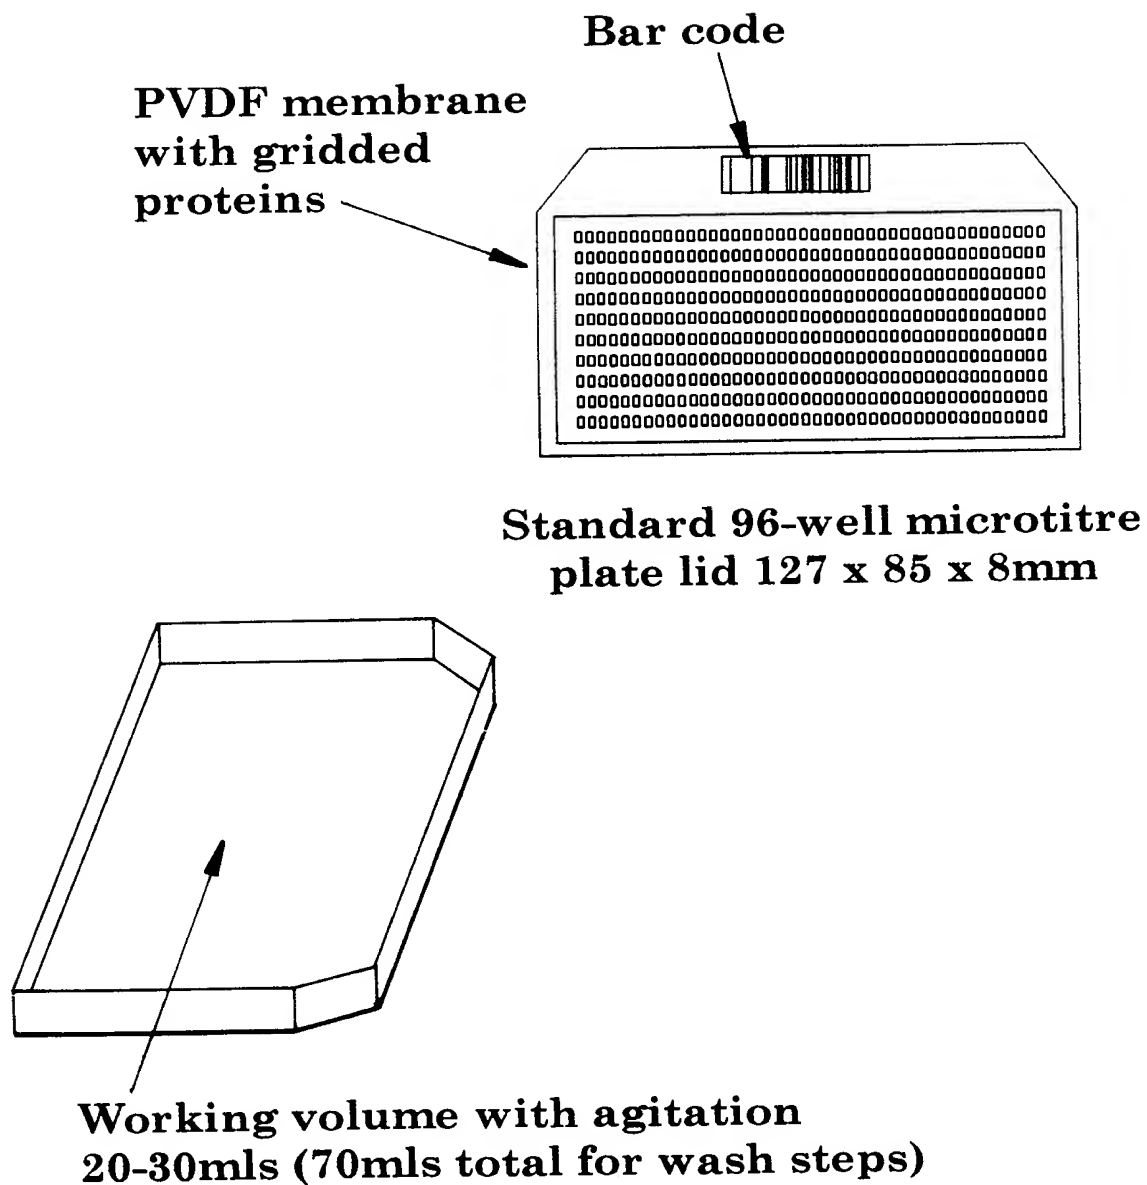 Bar code
PVDF membrane
with gridded
proteins
Standard 96-well microtitre
plate lid 127 x 85 x 8mm
Working volume with agitation
20-30mls (70mls total for wash steps)